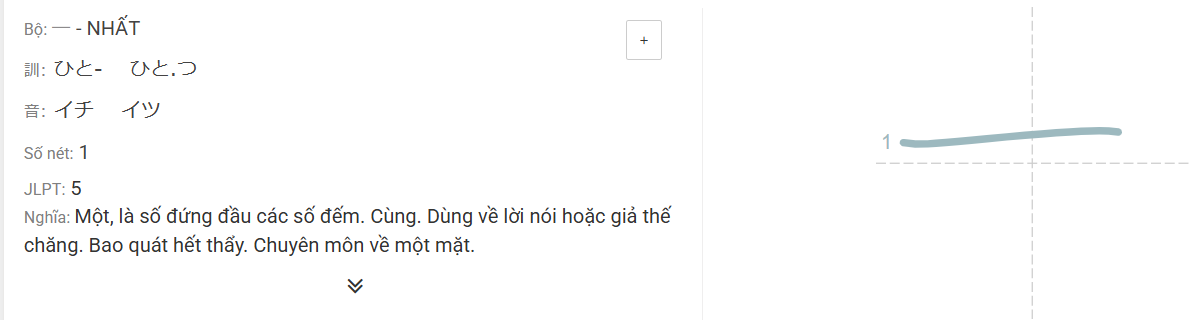 Bộ: 一 - NHẤT
+
訓: ひと- ひと.つ
音: イチ イツ
Số nét: 1
JLPT: 5
Nghĩa: Một, là số đứng đầu các số đếm. Cùng. Dùng về lời nói hoặc giả thế
chăng. Bao quát hết thẩy. Chuyên môn về một mặt.
1